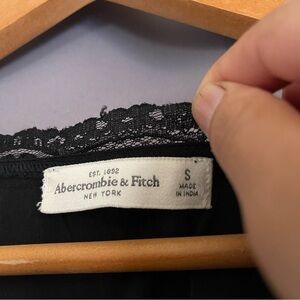 EST. 1892
Abercrombie & Fitch
NEW YORK
S
MADE
IN INDIA